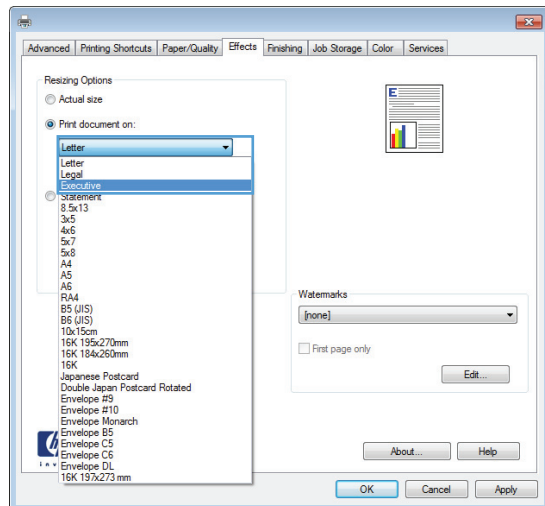 Advanced Printing Shortcuts Paper/Quality Effects Finishing Job Storage Color Services
Resizing Options
Actual size
Print document on:
Letter
Letter
Legal
Executive
Statement
8.5x13
3x5
4x6
5x7
5x8
A4
A5
A6
RA4
B5 (JIS)
B6 (JIS)
10x15cm
16K 195x270mm
16K 184x260mm
16K
Japanese Postcard
Double Japan Postcard Rotated
Envelope #9
Envelope #10
Envelope Monarch
Envelope B5
Envelope C5
Envelope C6
Envelope DL
16K 197x273 mm
E
Watermarks
[none]
First page only
Edit...
About... Help
OK Cancel Apply